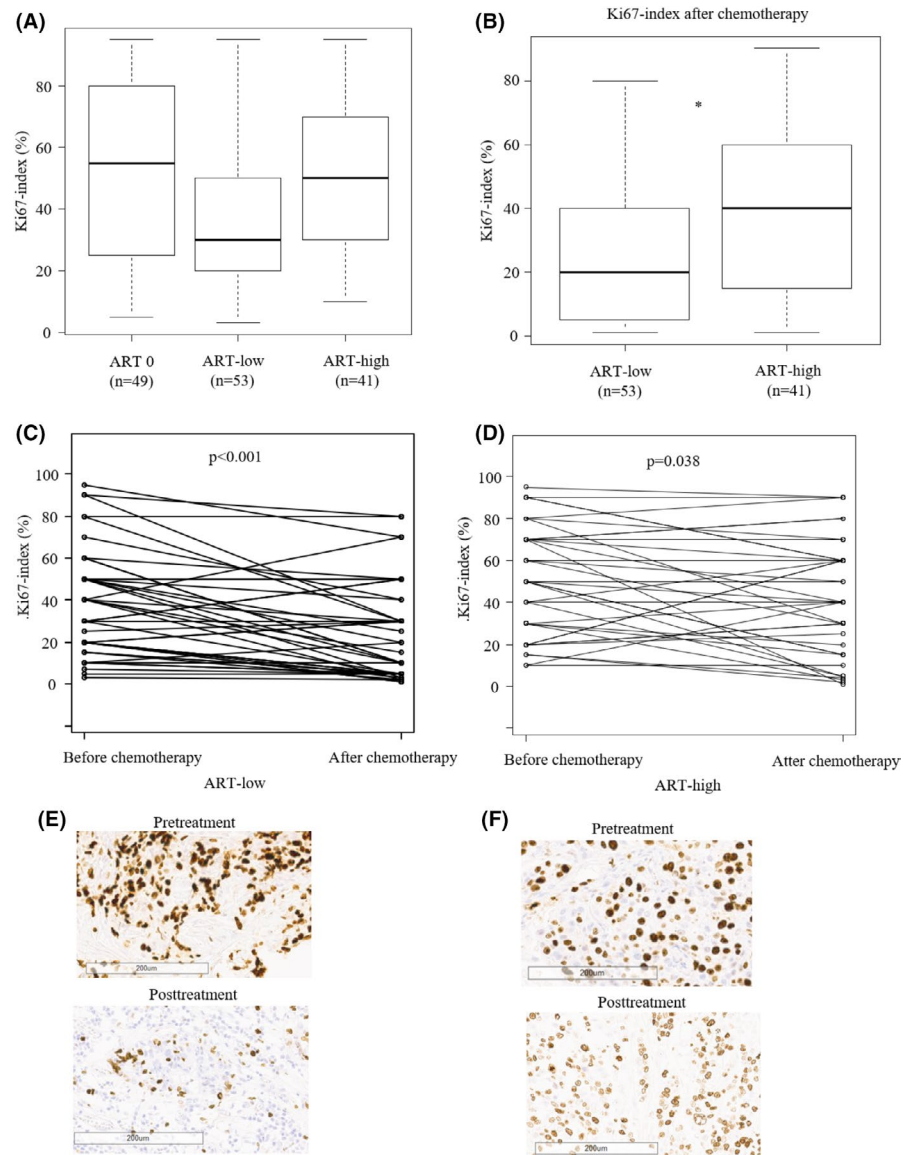 (A)
Ki67-index (%)
80
60
40
20
0
ART 0
(n=49)
ART-low
(n=53)
ART-high
(n=41)
(B)
Ki67-index after chemotherapy
Ki67-index (%)
80
60
40
20
0
*
ART-low
(n=53)
ART-high
(n=41)
(C)
p<0.001
.Ki67-index (%)
100
80
60
40
20
0
Before chemotherapy
After chemotherapy
ART-low
(D)
p=0.038
.Ki67-index (%)
100
80
60
40
20
0
Before chemotherapy
Atter chemotherapy
ART-high
(E)
Pretreatment
200um
Posttreatment
200um
(F)
Pretreatment
200um
Posttreatment
200um